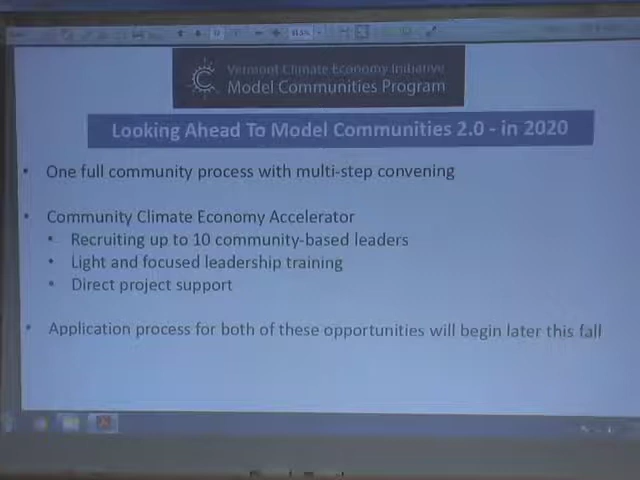 Vermont Climate Economy Initiative
Model Communities Program
Looking Ahead To Model Communities 2.0 - in 2020
• One full community process with multi-step convening
• Community Climate Economy Accelerator
• Recruiting up to 10 community-based leaders
• Light and focused leadership training
• Direct project support
• Application process for both of these opportunities will begin later this fall